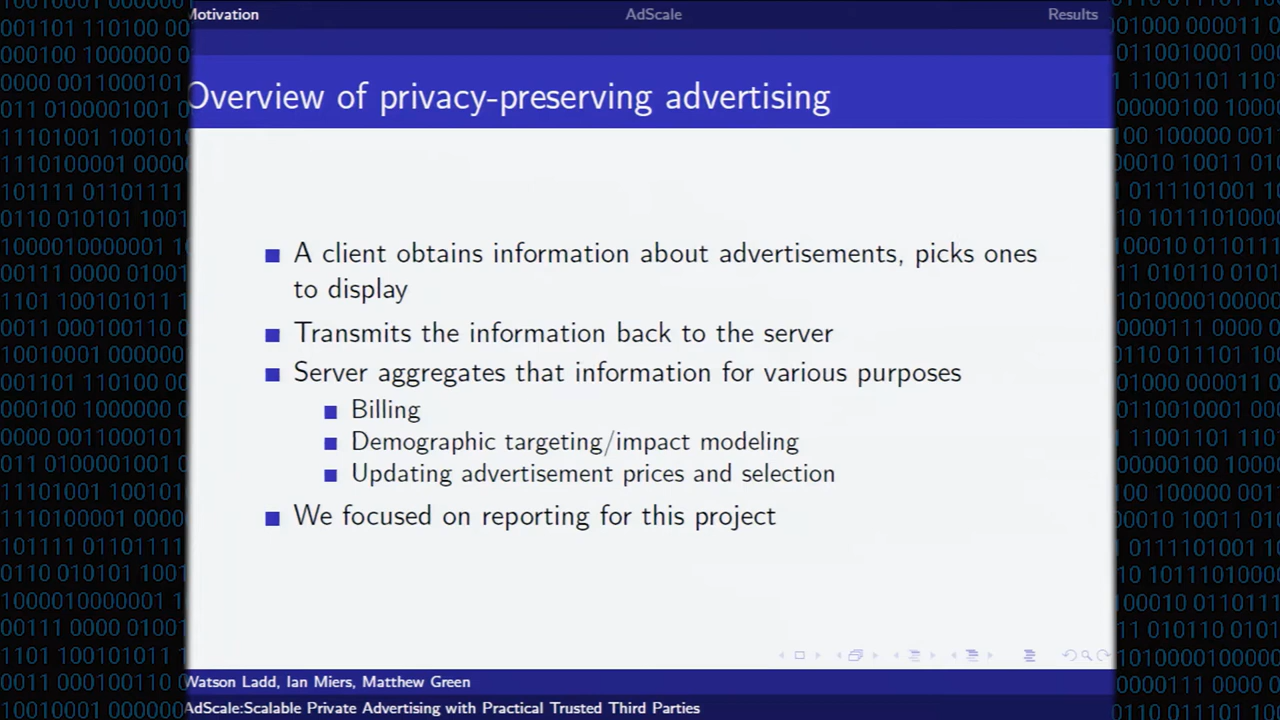 Motivation AdScale Results
Overview of privacy-preserving advertising
A client obtains information about advertisements, picks ones
to display
Transmits the information back to the server
Server aggregates that information for various purposes
Billing
Demographic targeting/impact modeling
Updating advertisement prices and selection
We focused on reporting for this project
Watson Ladd, Ian Miers, Matthew Green
AdScale:Scalable Private Advertising with Practical Trusted Third Parties